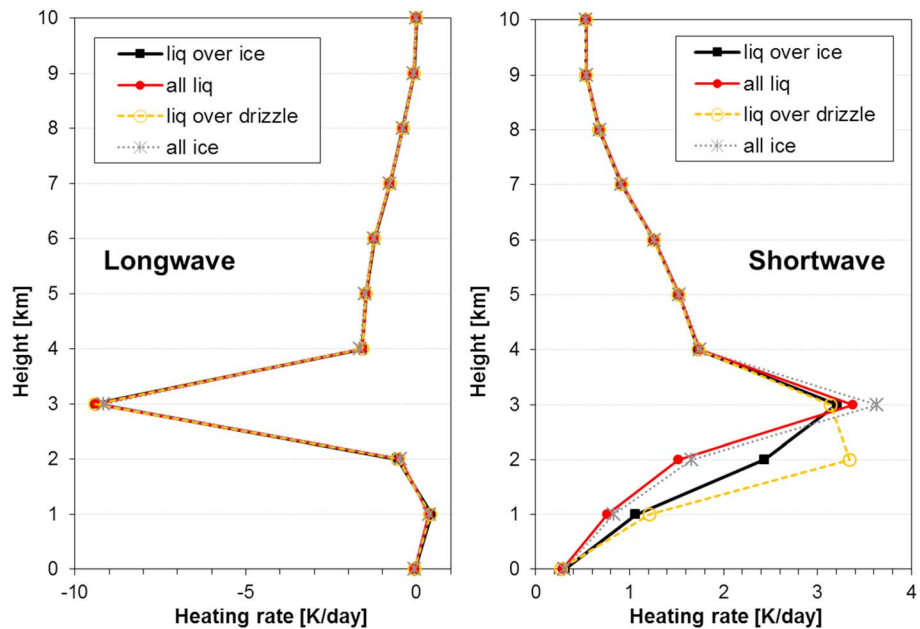 liq over ice
all liq
liq over drizzle
all ice
Longwave
Height [km]
10
9
8
7
6
5
4
3
2
1
0
-10 -5 0
Heating rate [K/day]
liq over ice
all liq
liq over drizzle
all ice
Shortwave
Height [km]
10
9
8
7
6
5
4
3
2
1
0
0 1 2 3 4
Heating rate [K/day]